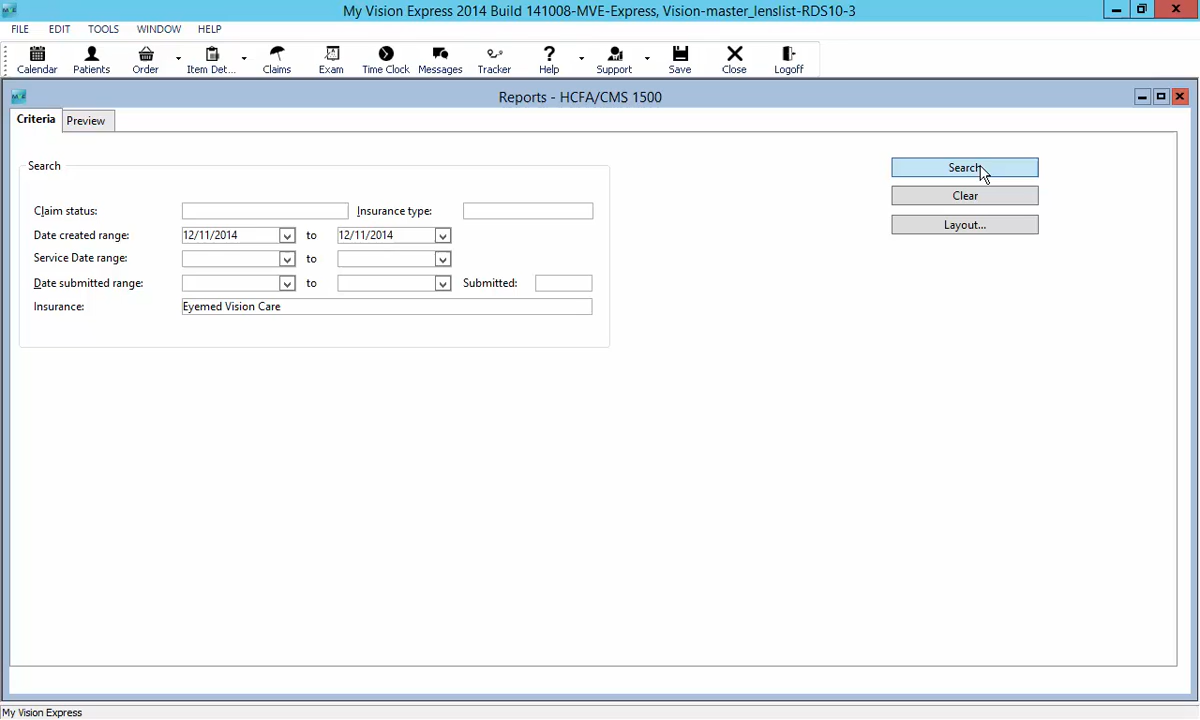 My Vision Express 2014 Build 141008-MVE-Express, Vision-master_lenslist-RDS10-3
FILE EDIT TOOLS WINDOW HELP
Calendar Patients Order Item Det... Claims Exam Time Clock Messages Tracker Help Support Save Close Logoff
Reports - HCFA/CMS 1500
Criteria Preview
Search
Search
Clear
Layout...
Claim status: Insurance type:
Date created range: 12/11/2014 to 12/11/2014
Service Date range: to
Date submitted range: to Submitted:
Insurance: Eyemed Vision Care
My Vision Express